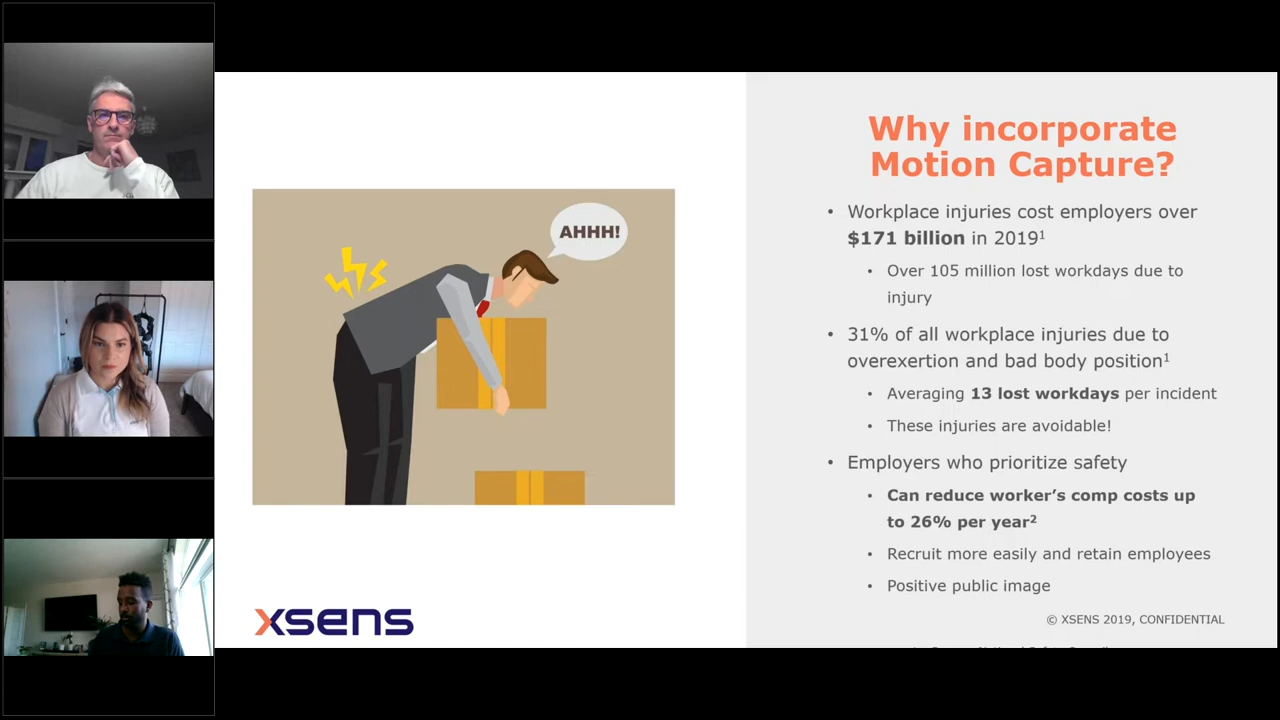 Why incorporate
Motion Capture?
• Workplace injuries cost employers over
$171 billion in 2019¹
• Over 105 million lost workdays due to
injury
• 31% of all workplace injuries due to
overexertion and bad body position¹
• Averaging 13 lost workdays per incident
• These injuries are avoidable!
• Employers who prioritize safety
• Can reduce worker’s comp costs up
to 26% per year²
• Recruit more easily and retain employees
• Positive public image
AHHH!
xsens
© XSENS 2019, CONFIDENTIAL